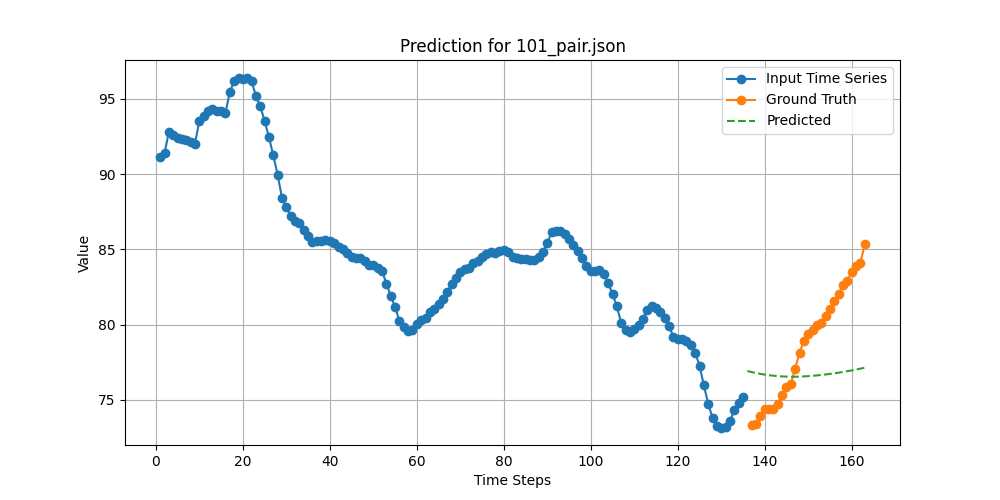 Prediction for 101_pair.json
Input Time Series
Ground Truth
Predicted
Value
95
90
85
80
75
0 20 40 60 80 100 120 140 160
Time Steps